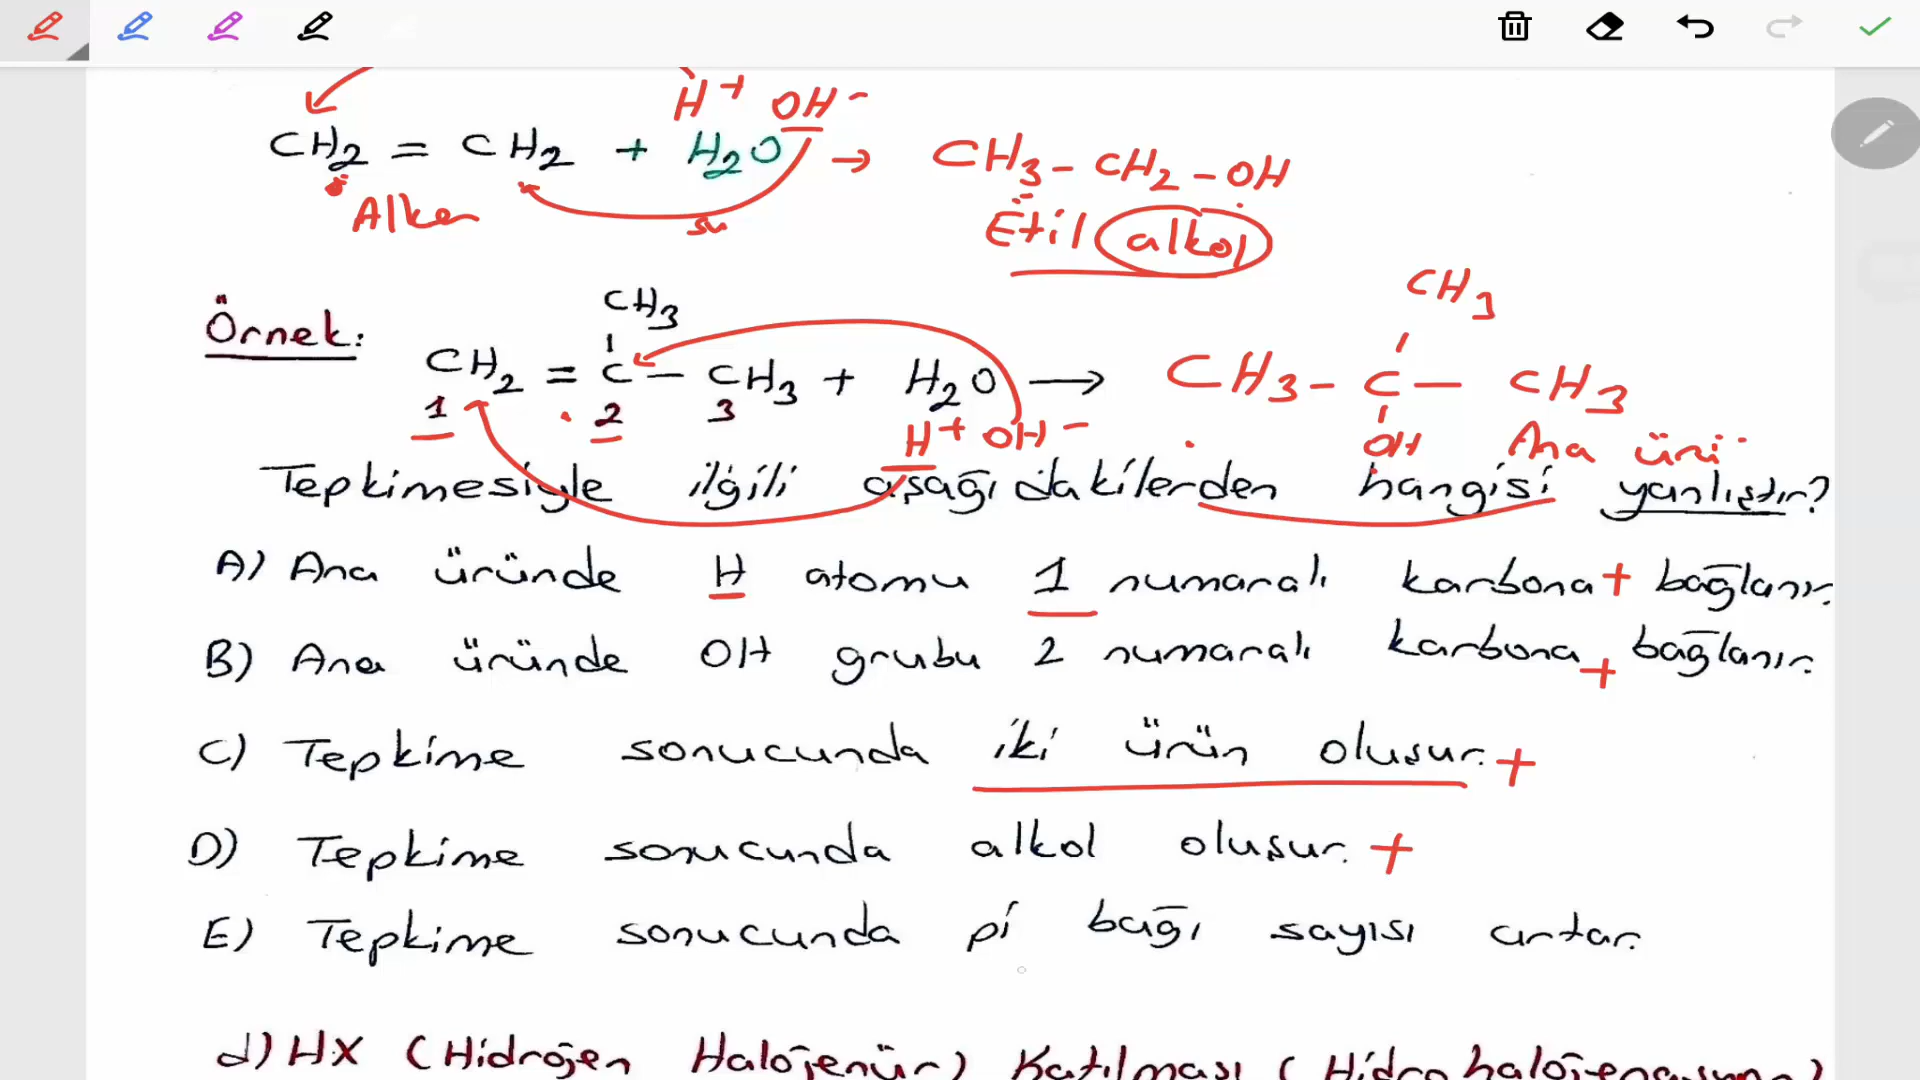 H+ OH-
CH2 = CH2 + H2O → CH3 - CH2 - OH
Alken su Etil alkol
CH3 CH3
Örnek: CH2 = C - CH3 + H2O → CH3 - C - CH3
1 2 3 H+ OH- OH Ana ürü
Tepkimesiyle ilgili aşağıdakilerden hangisi yanlıştır?
A) Ana üründe H atomu 1 numaralı karbona + bağlanır.
B) Ana üründe OH grubu 2 numaralı karbona + bağlanır.
C) Tepkime sonucunda iki ürün oluşur. +
D) Tepkime sonucunda alkol oluşur. +
E) Tepkime sonucunda pi bağı sayısı artar.
d) HX (Hidrojen Halojenür) Katılması (Hidrohalojenasyon)